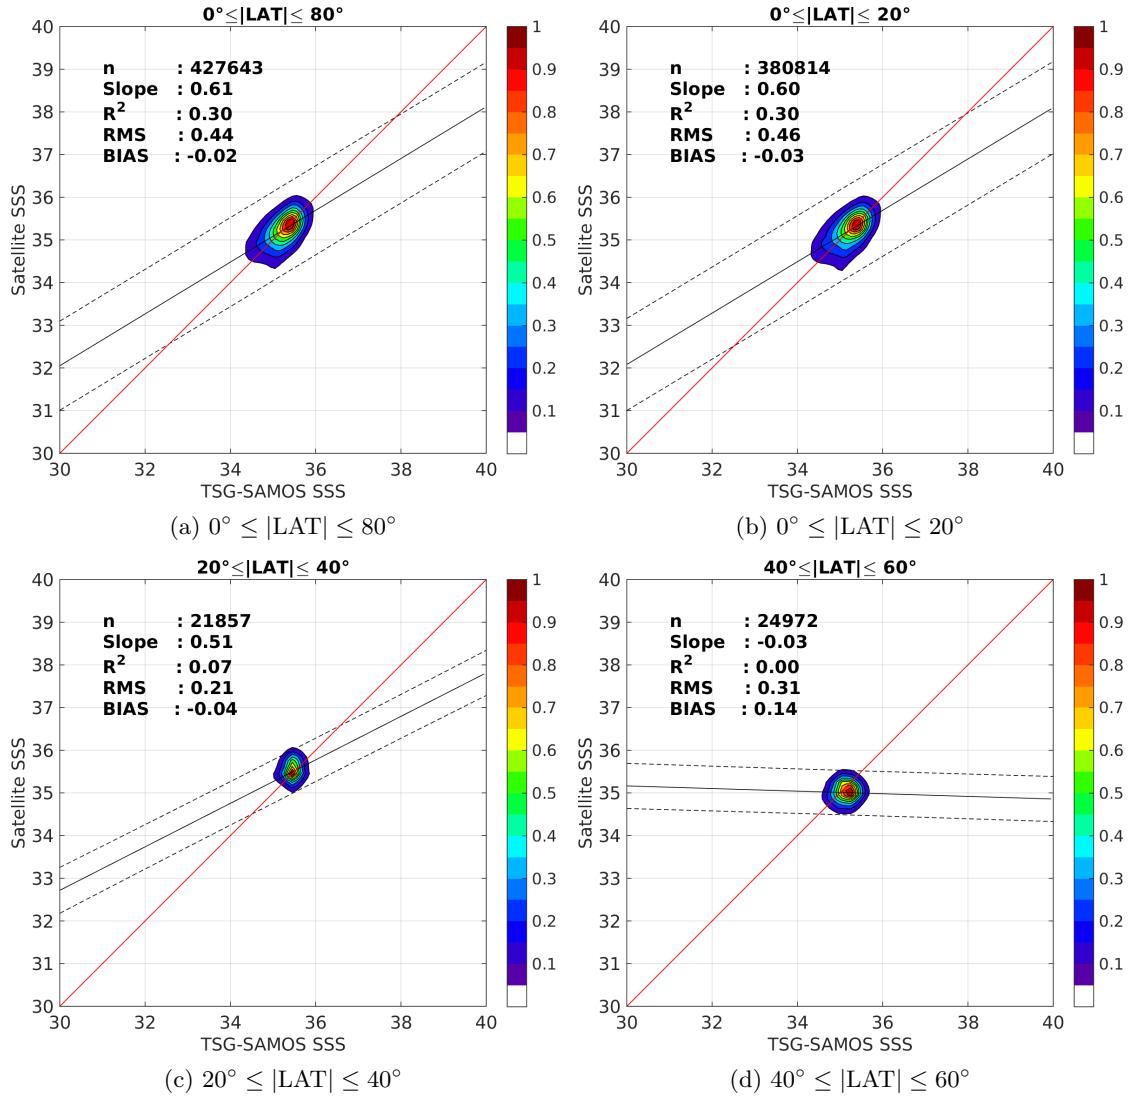 0°≤|LAT|≤ 80°
n : 427643
Slope : 0.61
R² : 0.30
RMS : 0.44
BIAS : -0.02
40
39
38
37
36
35
34
33
32
31
30
30 32 34 36 38 40
Satellite SSS
TSG-SAMOS SSS
1
0.9
0.8
0.7
0.6
0.5
0.4
0.3
0.2
0.1
(a) 0° ≤ |LAT| ≤ 80°
0°≤|LAT|≤ 20°
n : 380814
Slope : 0.60
R² : 0.30
RMS : 0.46
BIAS : -0.03
40
39
38
37
36
35
34
33
32
31
30
30 32 34 36 38 40
Satellite SSS
TSG-SAMOS SSS
1
0.9
0.8
0.7
0.6
0.5
0.4
0.3
0.2
0.1
(b) 0° ≤ |LAT| ≤ 20°
20°≤|LAT|≤ 40°
n : 21857
Slope : 0.51
R² : 0.07
RMS : 0.21
BIAS : -0.04
40
39
38
37
36
35
34
33
32
31
30
30 32 34 36 38 40
Satellite SSS
TSG-SAMOS SSS
1
0.9
0.8
0.7
0.6
0.5
0.4
0.3
0.2
0.1
(c) 20° ≤ |LAT| ≤ 40°
40°≤|LAT|≤ 60°
n : 24972
Slope : -0.03
R² : 0.00
RMS : 0.31
BIAS : 0.14
40
39
38
37
36
35
34
33
32
31
30
30 32 34 36 38 40
Satellite SSS
TSG-SAMOS SSS
1
0.9
0.8
0.7
0.6
0.5
0.4
0.3
0.2
0.1
(d) 40° ≤ |LAT| ≤ 60°